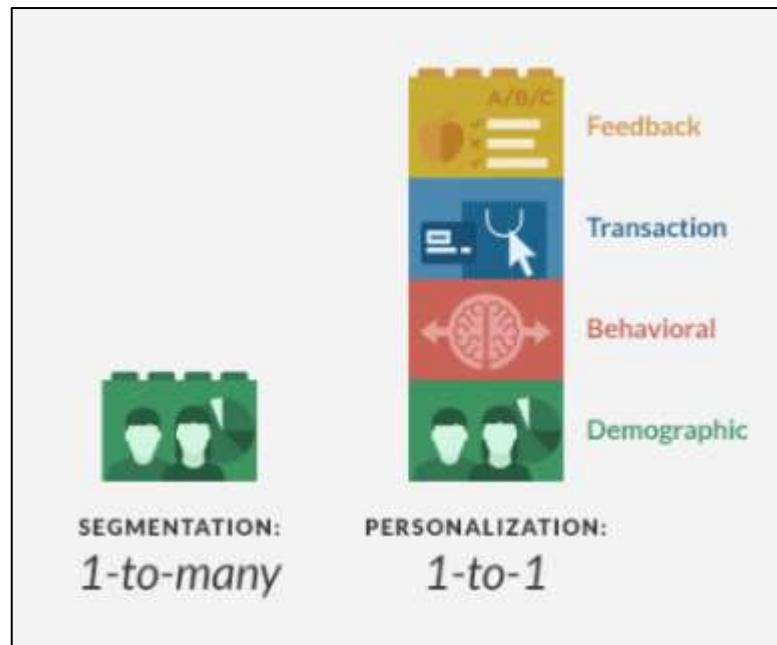 A/B/C
Feedback
Transaction
Behavioral
Demographic
SEGMENTATION:
1-to-many
PERSONALIZATION:
1-to-1